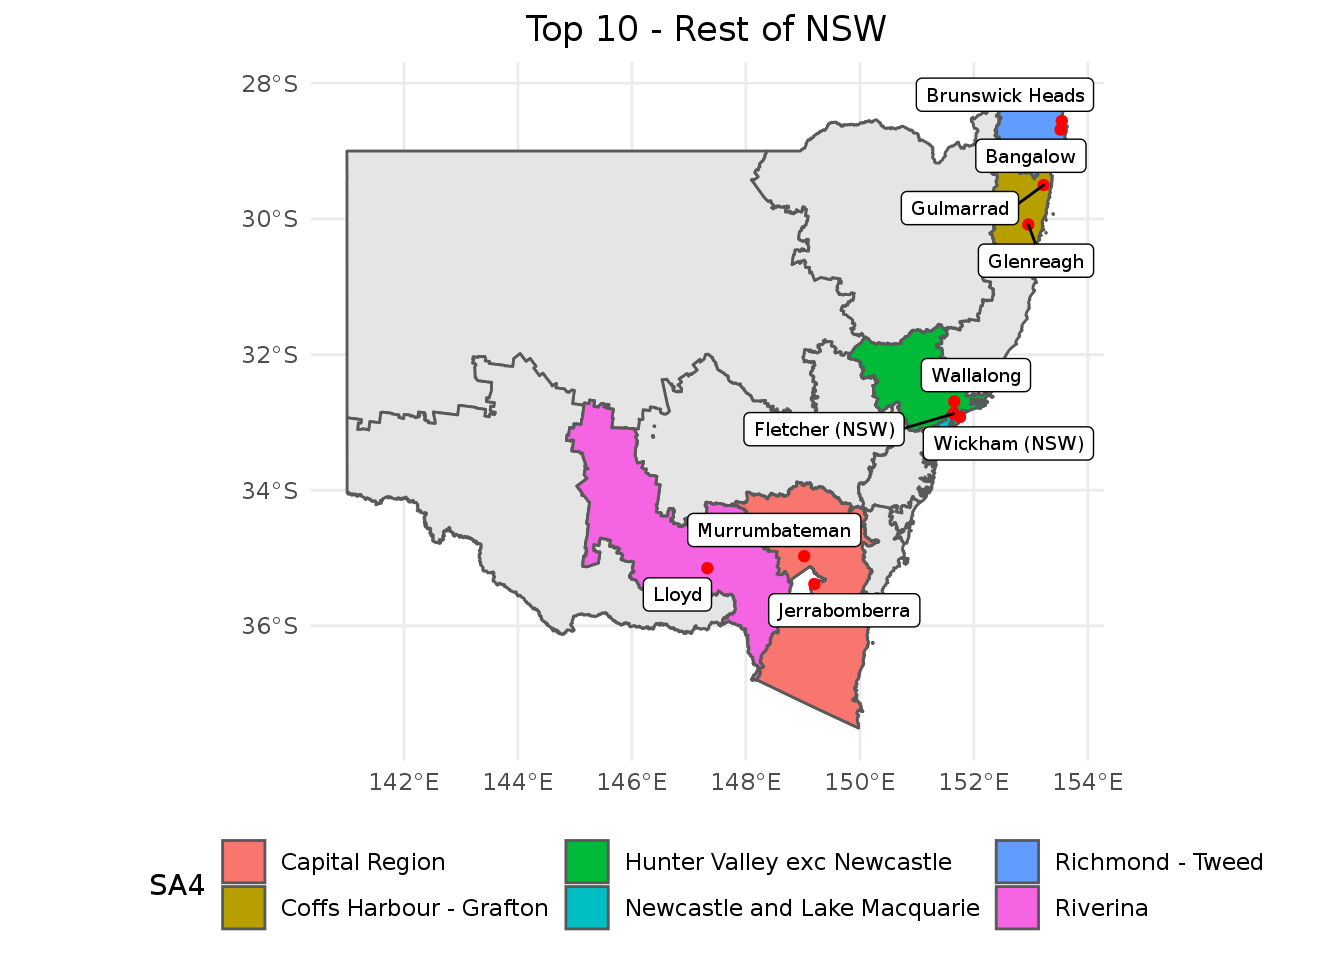 Top 10 - Rest of NSW
28°S
30°S
32°S
34°S
36°S
Brunswick Heads
Bangalow
Gulmarrad
Glenreagh
Wallalong
Fletcher (NSW)
Wickham (NSW)
Murrumbateman
Lloyd
Jerrabomberra
142°E 144°E 146°E 148°E 150°E 152°E 154°E
SA4
Capital Region
Coffs Harbour - Grafton
Hunter Valley exc Newcastle
Newcastle and Lake Macquarie
Richmond - Tweed
Riverina